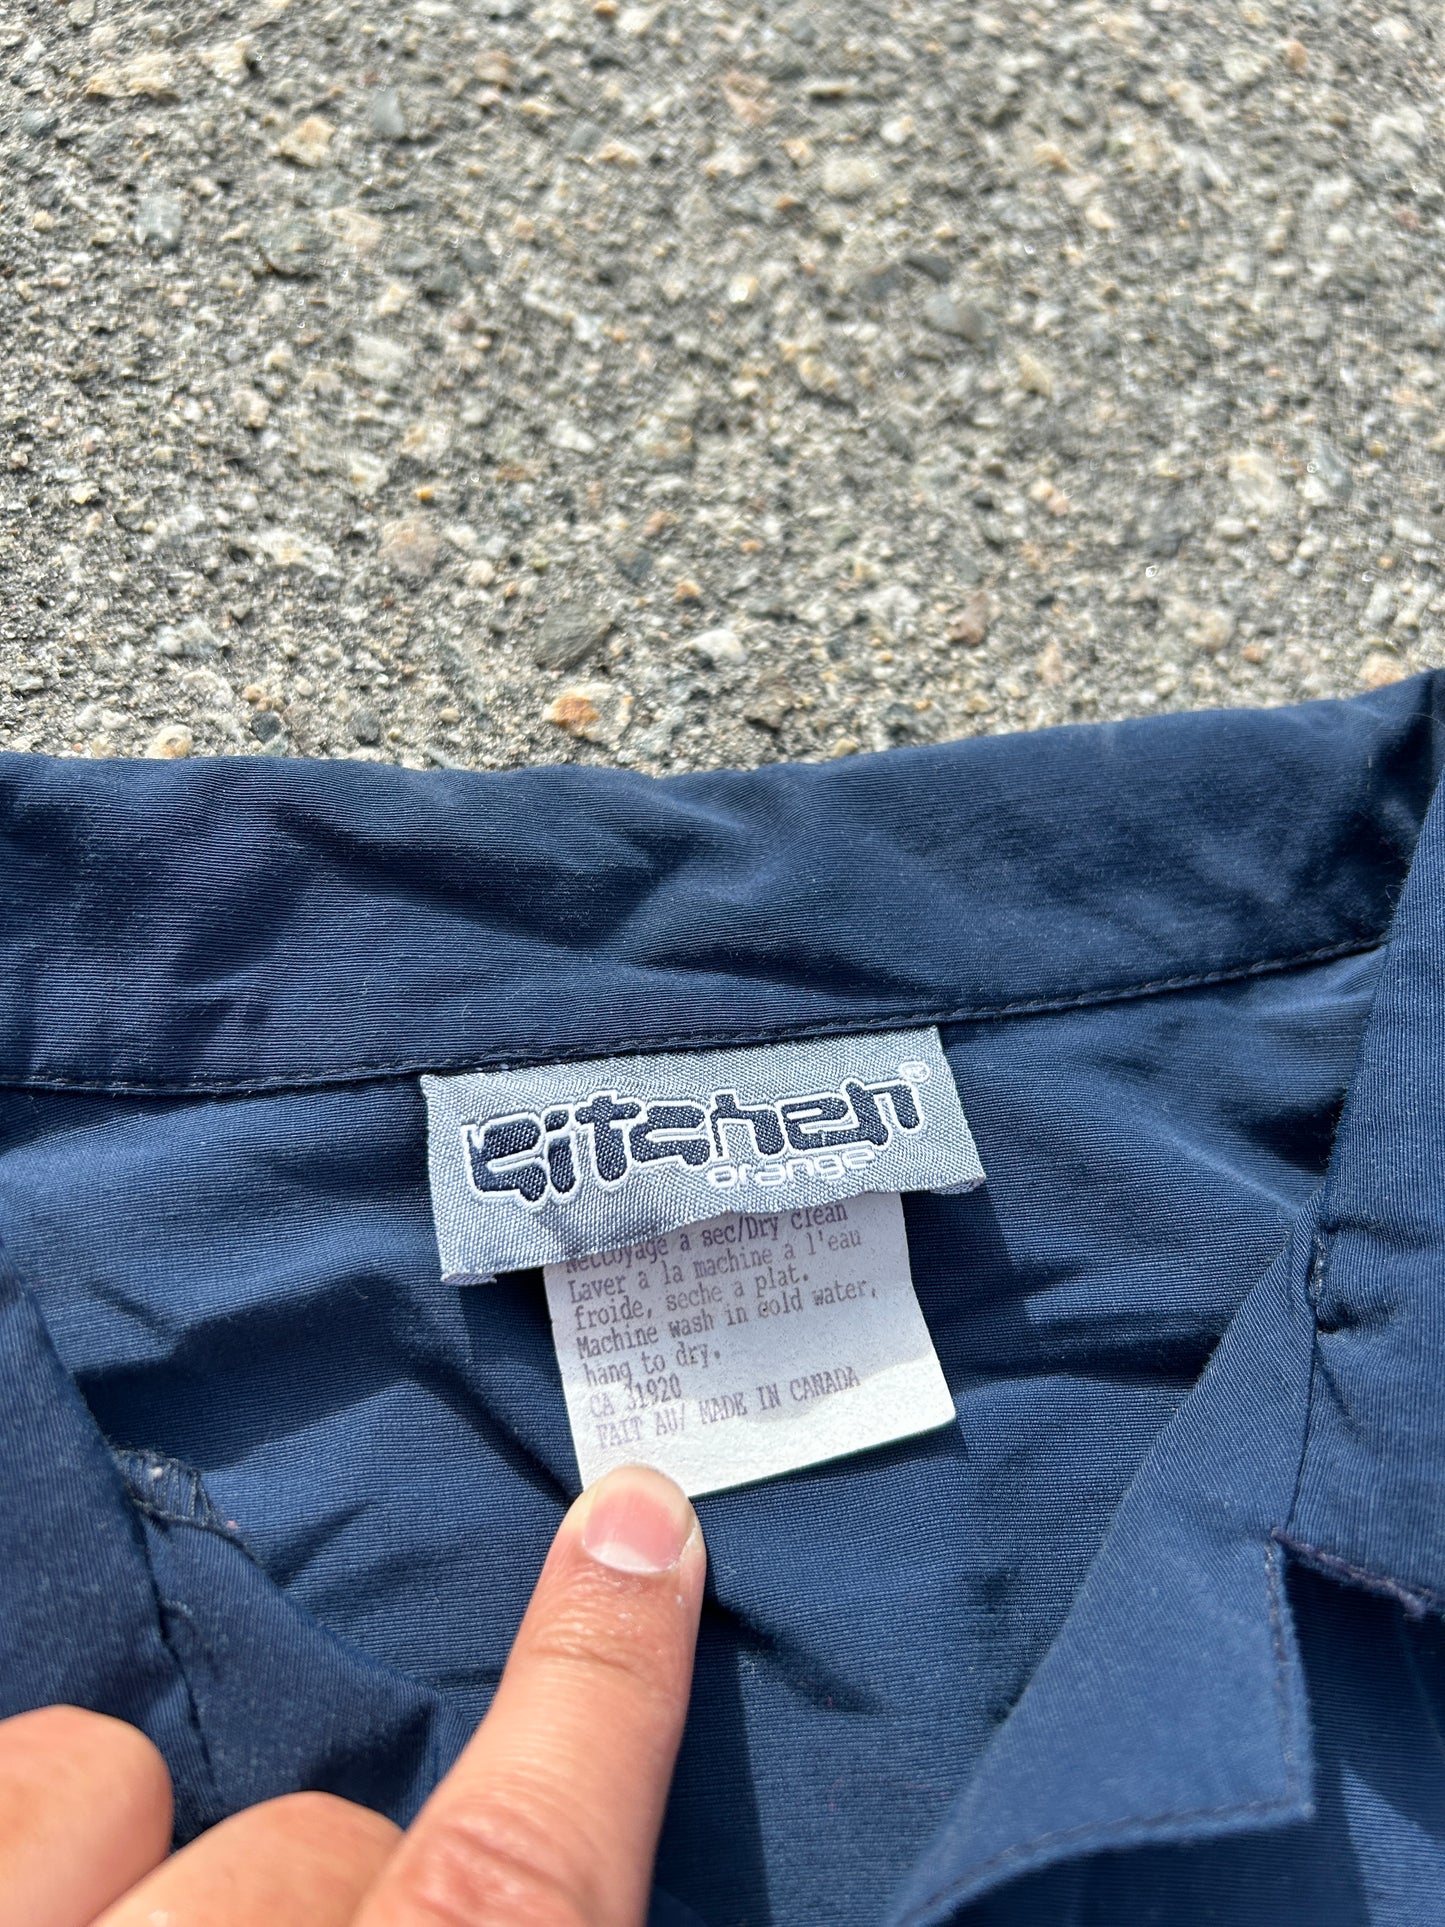 Kitchen®
orange
Nettoyage a sec/Dry clean
Laver à la machine à l'eau
froide, seche à plat.
Machine wash in cold water,
hang to dry.
CA 31920
FAIT AU/ MADE IN CANADA